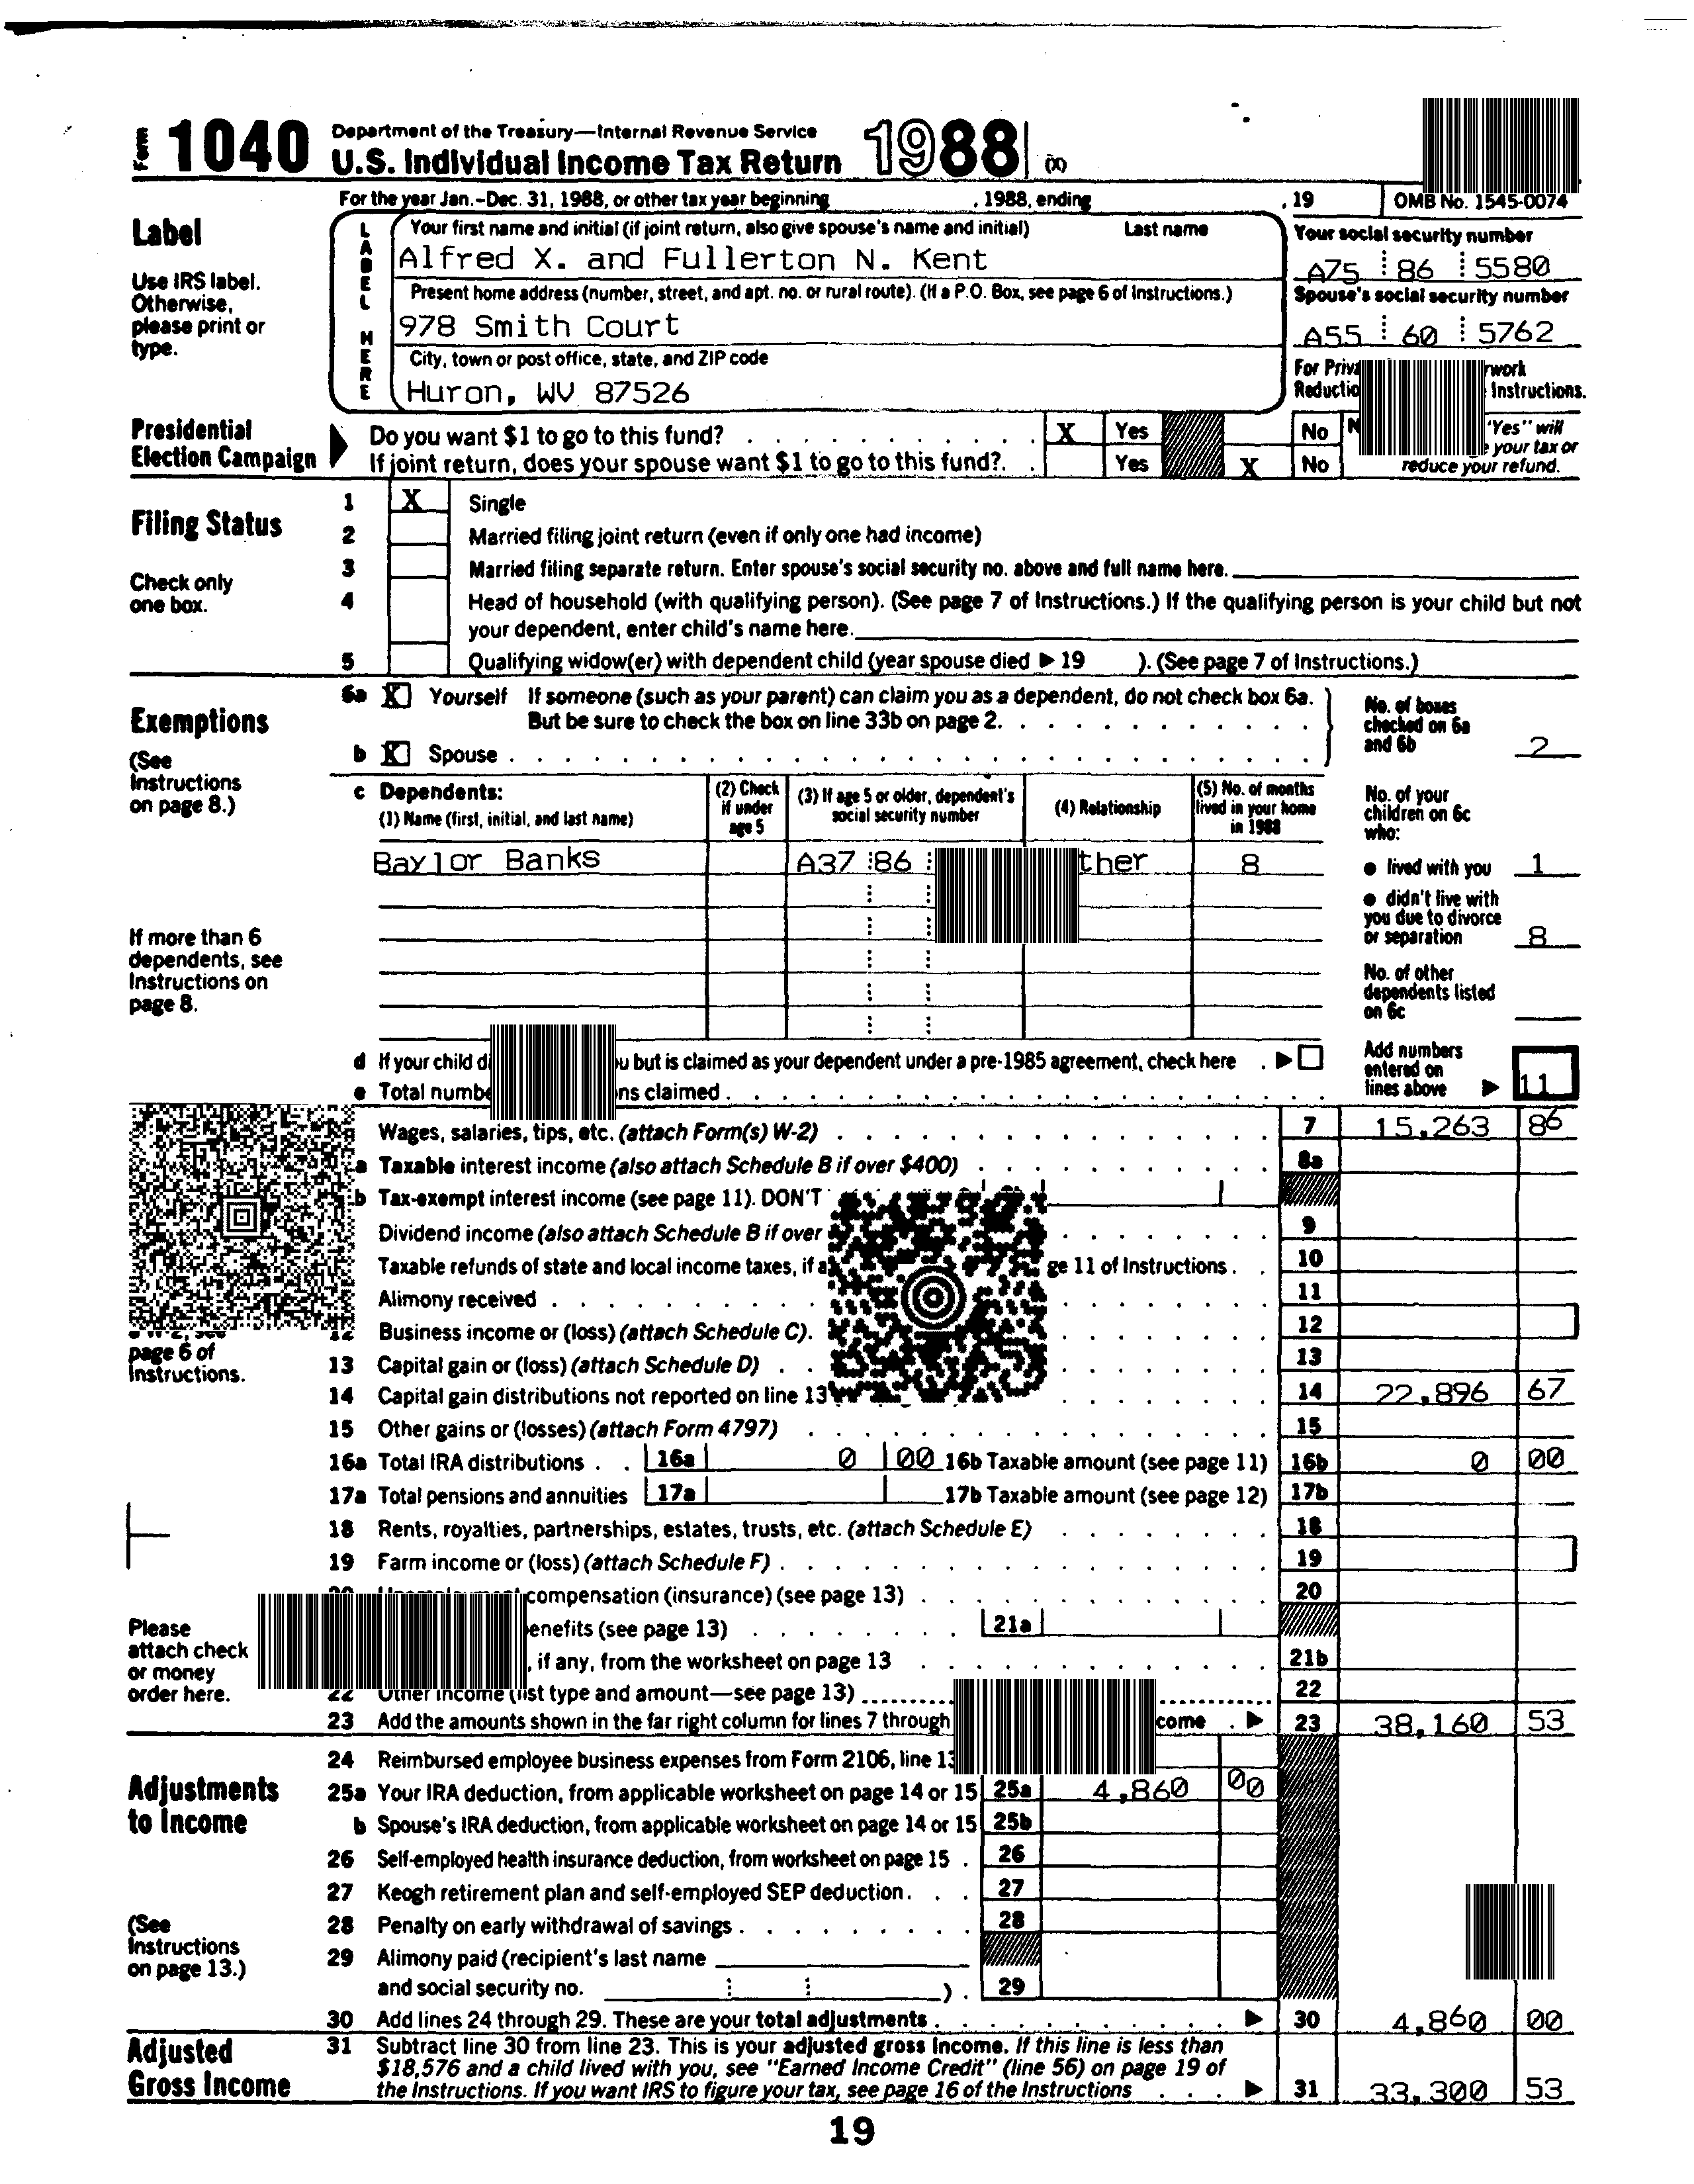 Form 1040 Department of the Treasury—Internal Revenue Service
U.S. Individual Income Tax Return 1988 (X)
For the year Jan.-Dec. 31, 1988, or other tax year beginning , 1988, ending , 19 OMB No. 1545-0074
Label
Use IRS label.
Otherwise,
please print or
type.
LABEL HERE
Your first name and initial (if joint return, also give spouse's name and initial) Last name
Alfred X. and Fullerton N. Kent
Your social security number
A75 86 5580
Present home address (number, street, and apt. no. or rural route). (If a P.O. Box, see page 6 of Instructions.)
978 Smith Court
Spouse's social security number
A55 60 5762
City, town or post office, state, and ZIP code
Huron, WV 87526
For
Instructions.
Presidential
Election Campaign
Do you want $1 to go to this fund? X Yes No
If joint return, does your spouse want $1 to go to this fund? Yes X No
"Yes" will
your tax or
reduce your refund.
Filing Status
Check only
one box.
1 X Single
2 Married filing joint return (even if only one had income)
3 Married filing separate return. Enter spouse's social security no. above and full name here.
4 Head of household (with qualifying person). (See page 7 of Instructions.) If the qualifying person is your child but not
your dependent, enter child's name here.
5 Qualifying widow(er) with dependent child (year spouse died ▶ 19 ). (See page 7 of Instructions.)
Exemptions
(See
Instructions
on page 8.)
6a X Yourself If someone (such as your parent) can claim you as a dependent, do not check box 6a.
But be sure to check the box on line 33b on page 2.
b X Spouse
No. of boxes
checked on 6a
and 6b 2
c Dependents:
(1) Name (first, initial, and last name)
(2) Check
if under
age 5
(3) If age 5 or older, dependent's
social security number
(4) Relationship
(5) No. of months
lived in your home
in 1988
Baylor Banks A37 86 ther 8
No. of your
children on 6c
who:
● lived with you 1
● didn't live with
you due to divorce
or separation 8
No. of other
dependents listed
on 6c
If more than 6
dependents, see
Instructions on
page 8.
d If your child but is claimed as your dependent under a pre-1985 agreement, check here ▶
e Total claimed
Add numbers
entered on
lines above ▶ 11
Wages, salaries, tips, etc. (attach Form(s) W-2) 7 15,263 86
a Taxable interest income (also attach Schedule B if over $400) 8a
b Tax-exempt interest income (see page 11). DON'T
Dividend income (also attach Schedule B if over 9
Taxable refunds of state and local income taxes, if 11 of Instructions. 10
Alimony received 11
Business income or (loss) (attach Schedule C). 12
page 6 of
Instructions.
13 Capital gain or (loss) (attach Schedule D) 13
14 Capital gain distributions not reported on line 13 14 22,896 67
15 Other gains or (losses) (attach Form 4797) 15
16a Total IRA distributions 16a 0 00 16b Taxable amount (see page 11) 16b 0 00
17a Total pensions and annuities 17a 17b Taxable amount (see page 12) 17b
18 Rents, royalties, partnerships, estates, trusts, etc. (attach Schedule E) 18
19 Farm income or (loss) (attach Schedule F) 19
compensation (insurance) (see page 13) 20
Please
attach check
or money
order here.
enefits (see page 13) 21a
, if any, from the worksheet on page 13 21b
22 Other income (list type and amount—see page 13) 22
23 Add the amounts shown in the far right column for lines 7 through come ▶ 23 38,160 53
Adjustments
to Income
(See
Instructions
on page 13.)
24 Reimbursed employee business expenses from Form 2106, line 13
25a Your IRA deduction, from applicable worksheet on page 14 or 15 25a 4,860 00
b Spouse's IRA deduction, from applicable worksheet on page 14 or 15 25b
26 Self-employed health insurance deduction, from worksheet on page 15 26
27 Keogh retirement plan and self-employed SEP deduction 27
28 Penalty on early withdrawal of savings 28
29 Alimony paid (recipient's last name
and social security no. ) 29
30 Add lines 24 through 29. These are your total adjustments ▶ 30 4,860 00
Adjusted
Gross Income
31 Subtract line 30 from line 23. This is your adjusted gross income. If this line is less than
$18,576 and a child lived with you, see "Earned Income Credit" (line 56) on page 19 of
the Instructions. If you want IRS to figure your tax, see page 16 of the Instructions ▶ 31 33,300 53
19